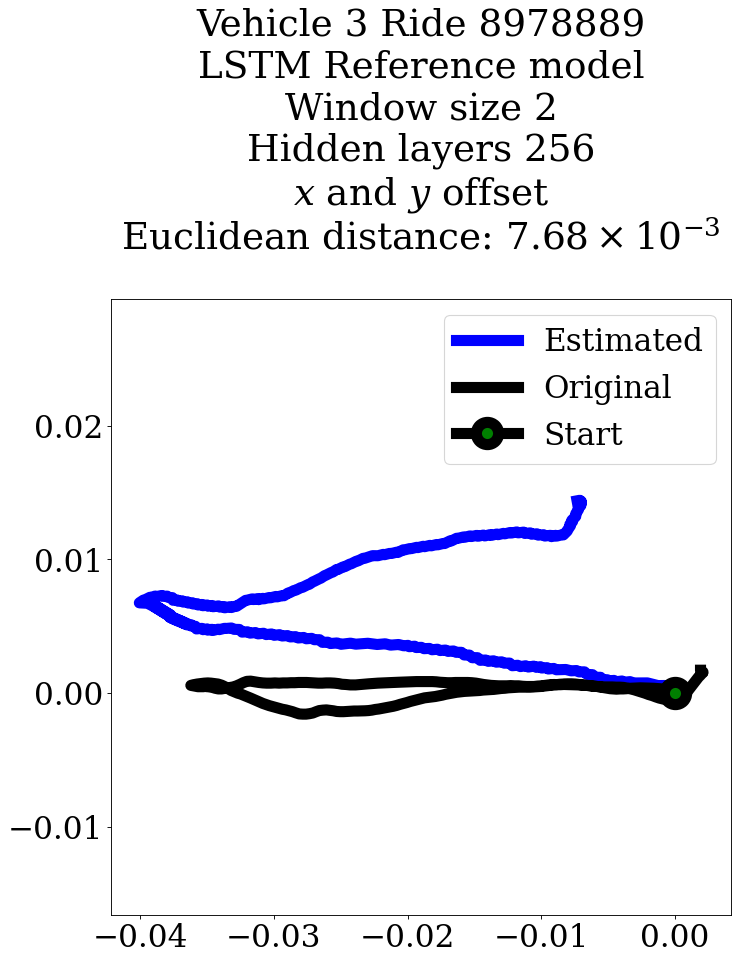 Vehicle 3 Ride 8978889
LSTM Reference model
Window size 2
Hidden layers 256
x and y offset
Euclidean distance: 7.68 × 10⁻³
Estimated
Original
Start
0.02
0.01
0.00
−0.01
−0.04 −0.03 −0.02 −0.01 0.00